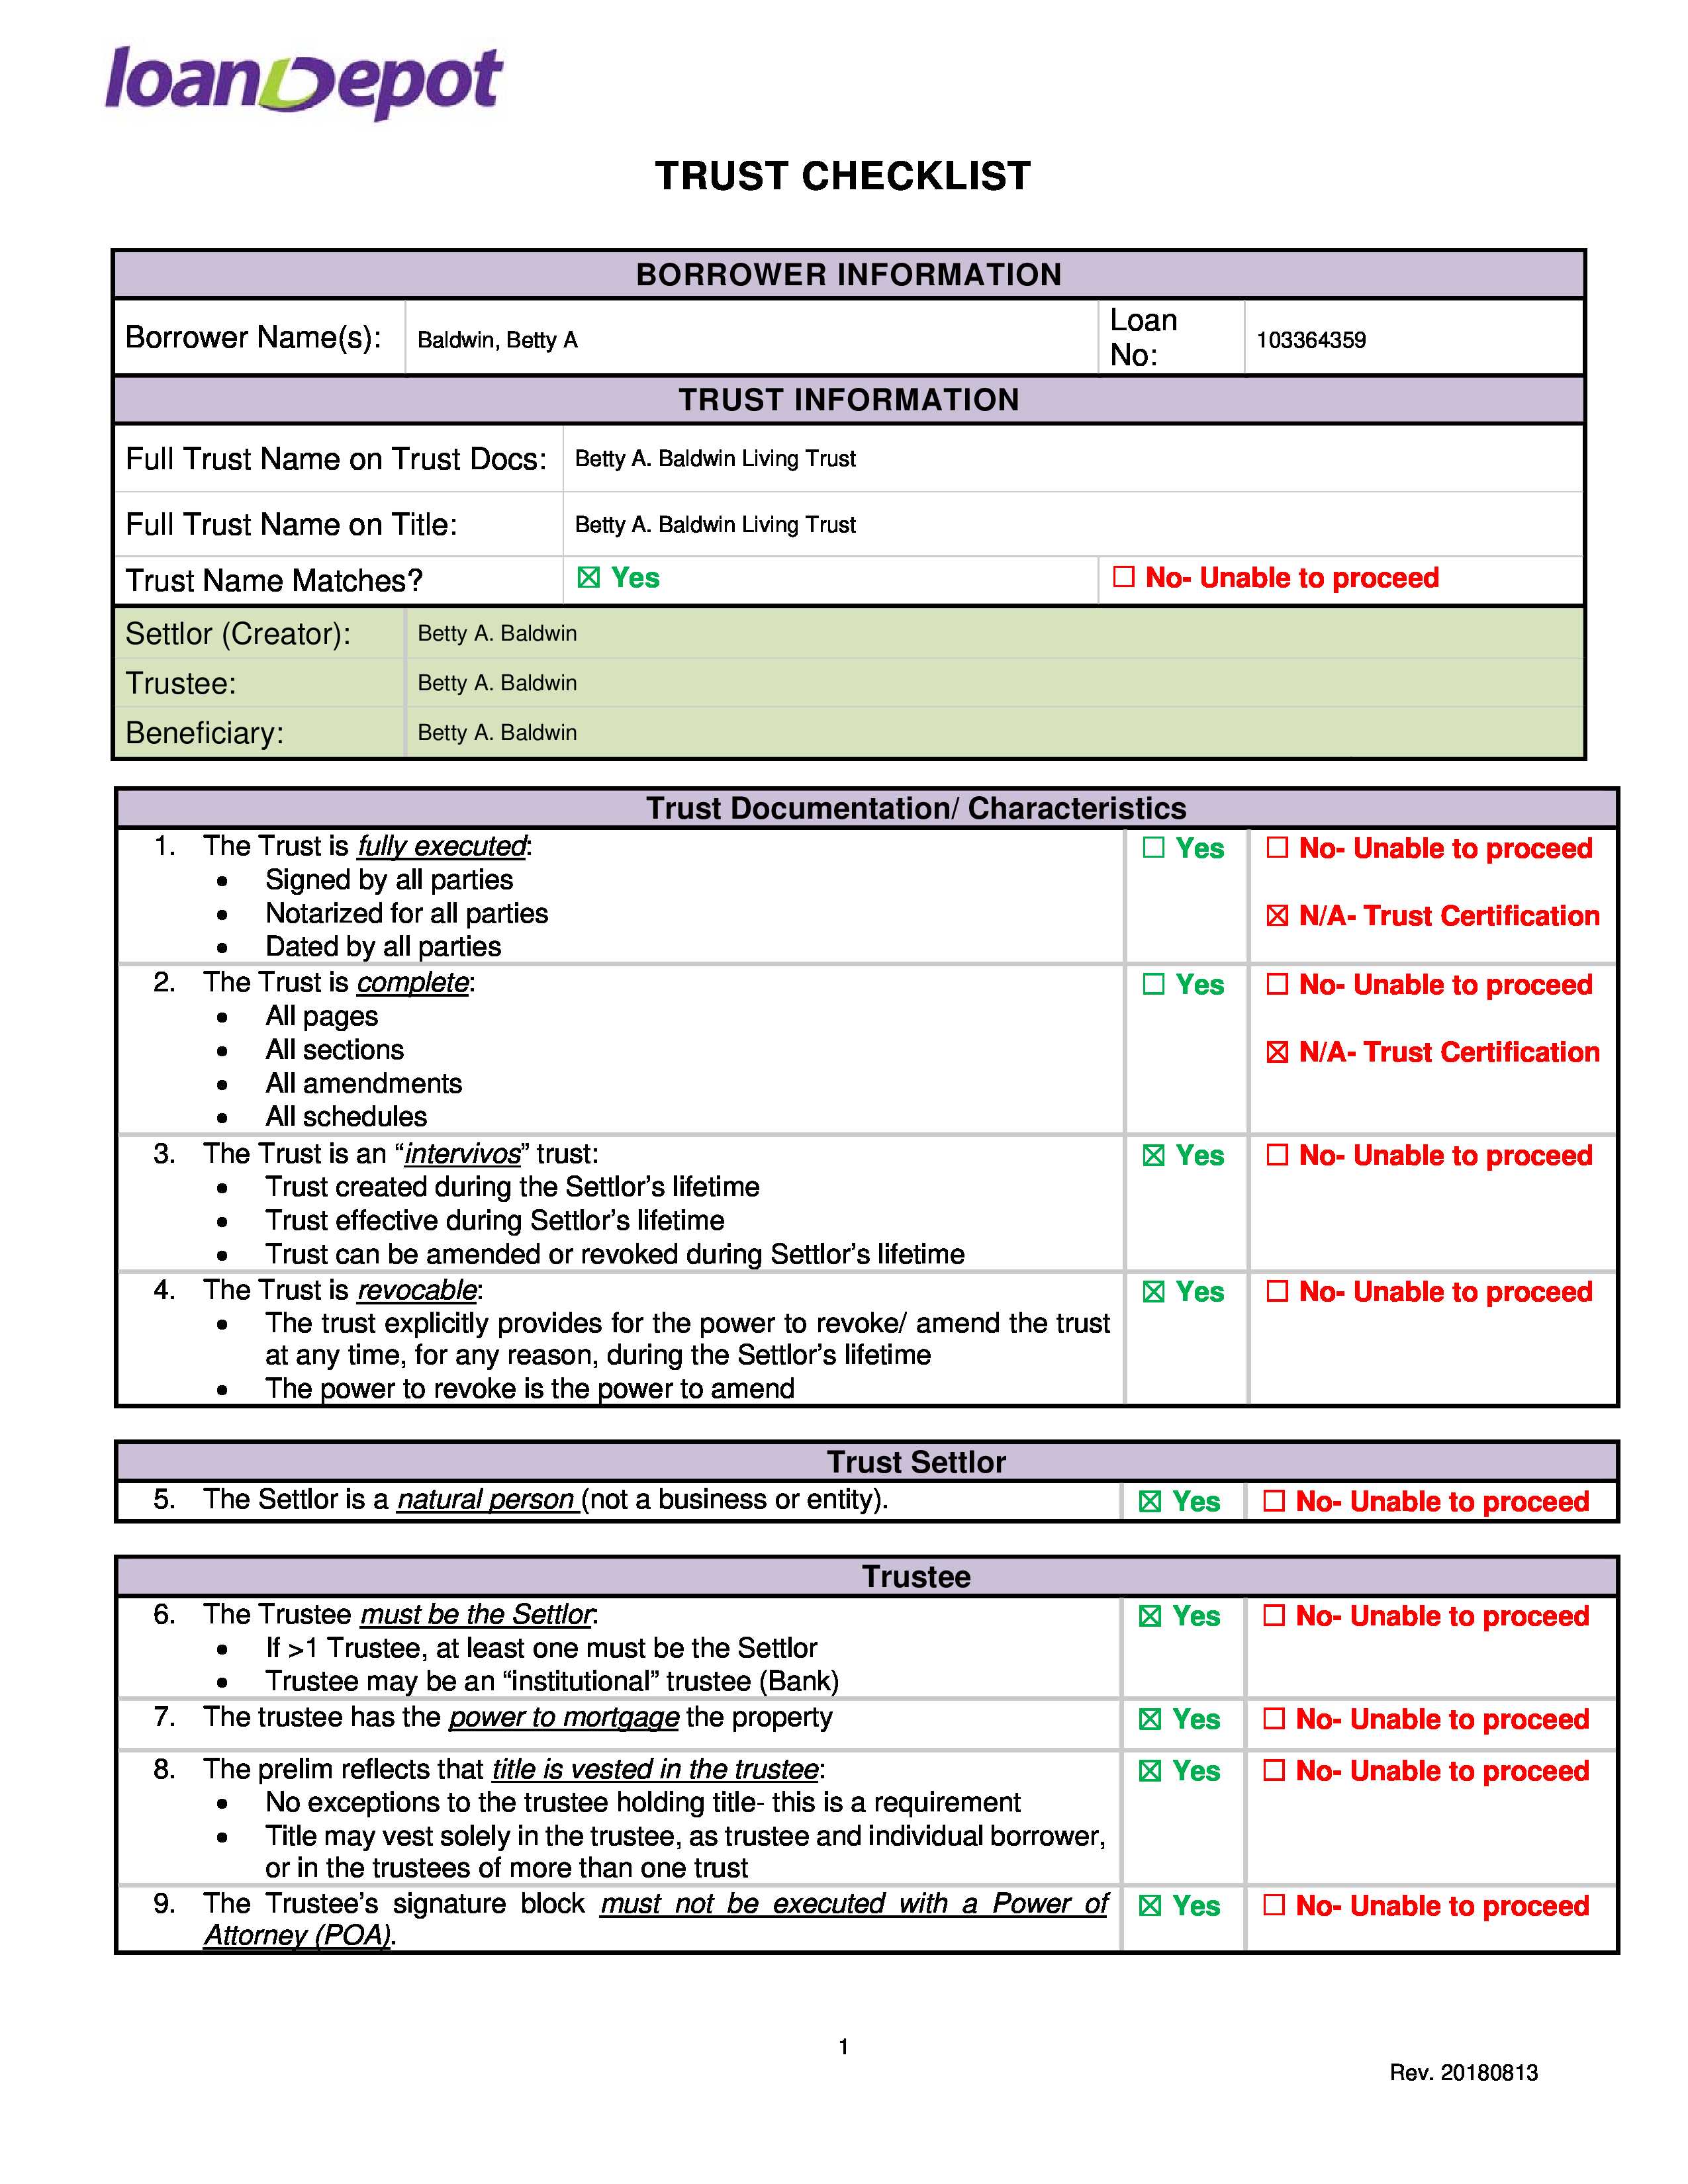 loanDepot
TRUST CHECKLIST
BORROWER INFORMATION
Borrower Name(s): Baldwin, Betty A Loan No: 103364359
TRUST INFORMATION
Full Trust Name on Trust Docs: Betty A. Baldwin Living Trust
Full Trust Name on Title: Betty A. Baldwin Living Trust
Trust Name Matches? ☒ Yes ☐ No- Unable to proceed
Settlor (Creator): Betty A. Baldwin
Trustee: Betty A. Baldwin
Beneficiary: Betty A. Baldwin
Trust Documentation/ Characteristics
1. The Trust is fully executed: ☐ Yes ☐ No- Unable to proceed
• Signed by all parties
• Notarized for all parties ☒ N/A- Trust Certification
• Dated by all parties
2. The Trust is complete: ☐ Yes ☐ No- Unable to proceed
• All pages
• All sections ☒ N/A- Trust Certification
• All amendments
• All schedules
3. The Trust is an “intervivos” trust: ☒ Yes ☐ No- Unable to proceed
• Trust created during the Settlor’s lifetime
• Trust effective during Settlor’s lifetime
• Trust can be amended or revoked during Settlor’s lifetime
4. The Trust is revocable: ☒ Yes ☐ No- Unable to proceed
• The trust explicitly provides for the power to revoke/ amend the trust
at any time, for any reason, during the Settlor’s lifetime
• The power to revoke is the power to amend
Trust Settlor
5. The Settlor is a natural person (not a business or entity). ☒ Yes ☐ No- Unable to proceed
Trustee
6. The Trustee must be the Settlor: ☒ Yes ☐ No- Unable to proceed
• If >1 Trustee, at least one must be the Settlor
• Trustee may be an “institutional” trustee (Bank)
7. The trustee has the power to mortgage the property ☒ Yes ☐ No- Unable to proceed
8. The prelim reflects that title is vested in the trustee: ☒ Yes ☐ No- Unable to proceed
• No exceptions to the trustee holding title- this is a requirement
• Title may vest solely in the trustee, as trustee and individual borrower,
or in the trustees of more than one trust
9. The Trustee’s signature block must not be executed with a Power of ☒ Yes ☐ No- Unable to proceed
Attorney (POA).
1
Rev. 20180813